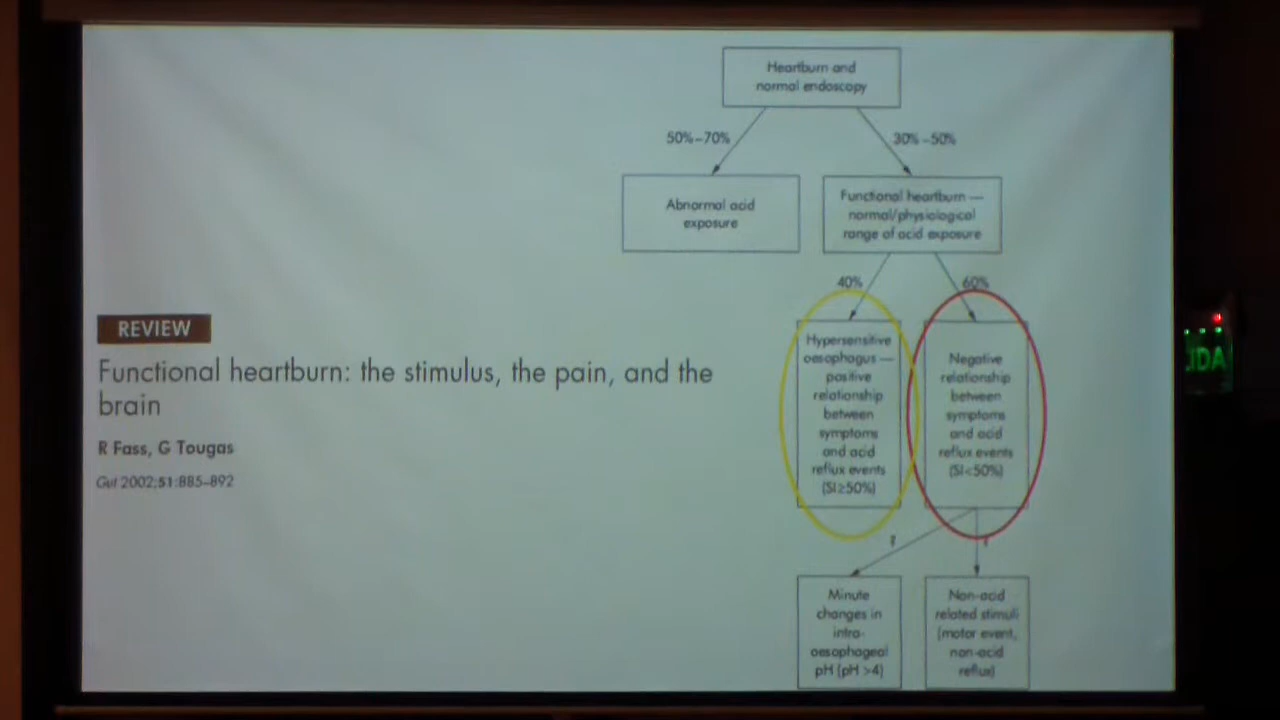 Heartburn and
normal endoscopy
50%–70%
30%–50%
Abnormal acid
exposure
Functional heartburn —
normal/physiological
range of acid exposure
40%
60%
Hypersensitive
oesophagus —
positive
relationship
between
symptoms
and acid
reflux events
(SI≥50%)
Negative
relationship
between
symptoms
and acid
reflux events
(SI<50%)
?
?
Minute
changes in
intra-
oesophageal
pH (pH >4)
Non-acid
related stimuli
(motor event,
non-acid
reflux)
REVIEW
Functional heartburn: the stimulus, the pain, and the
brain
R Fass, G Tougas
Gut 2002;51:885–892
IDA